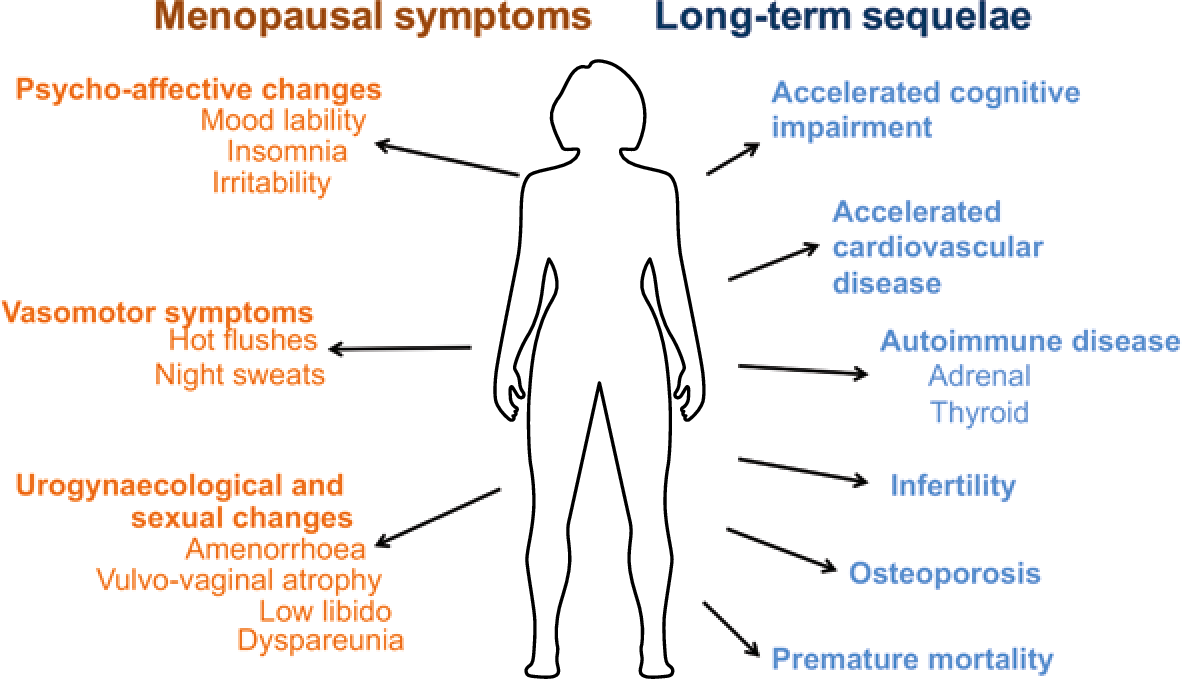 Menopausal symptoms
Psycho-affective changes
Mood lability
Insomnia
Irritability
Vasomotor symptoms
Hot flushes
Night sweats
Urogynaecological and
sexual changes
Amenorrhoea
Vulvo-vaginal atrophy
Low libido
Dyspareunia
Long-term sequelae
Accelerated cognitive
impairment
Accelerated
cardiovascular
disease
Autoimmune disease
Adrenal
Thyroid
Infertility
Osteoporosis
Premature mortality